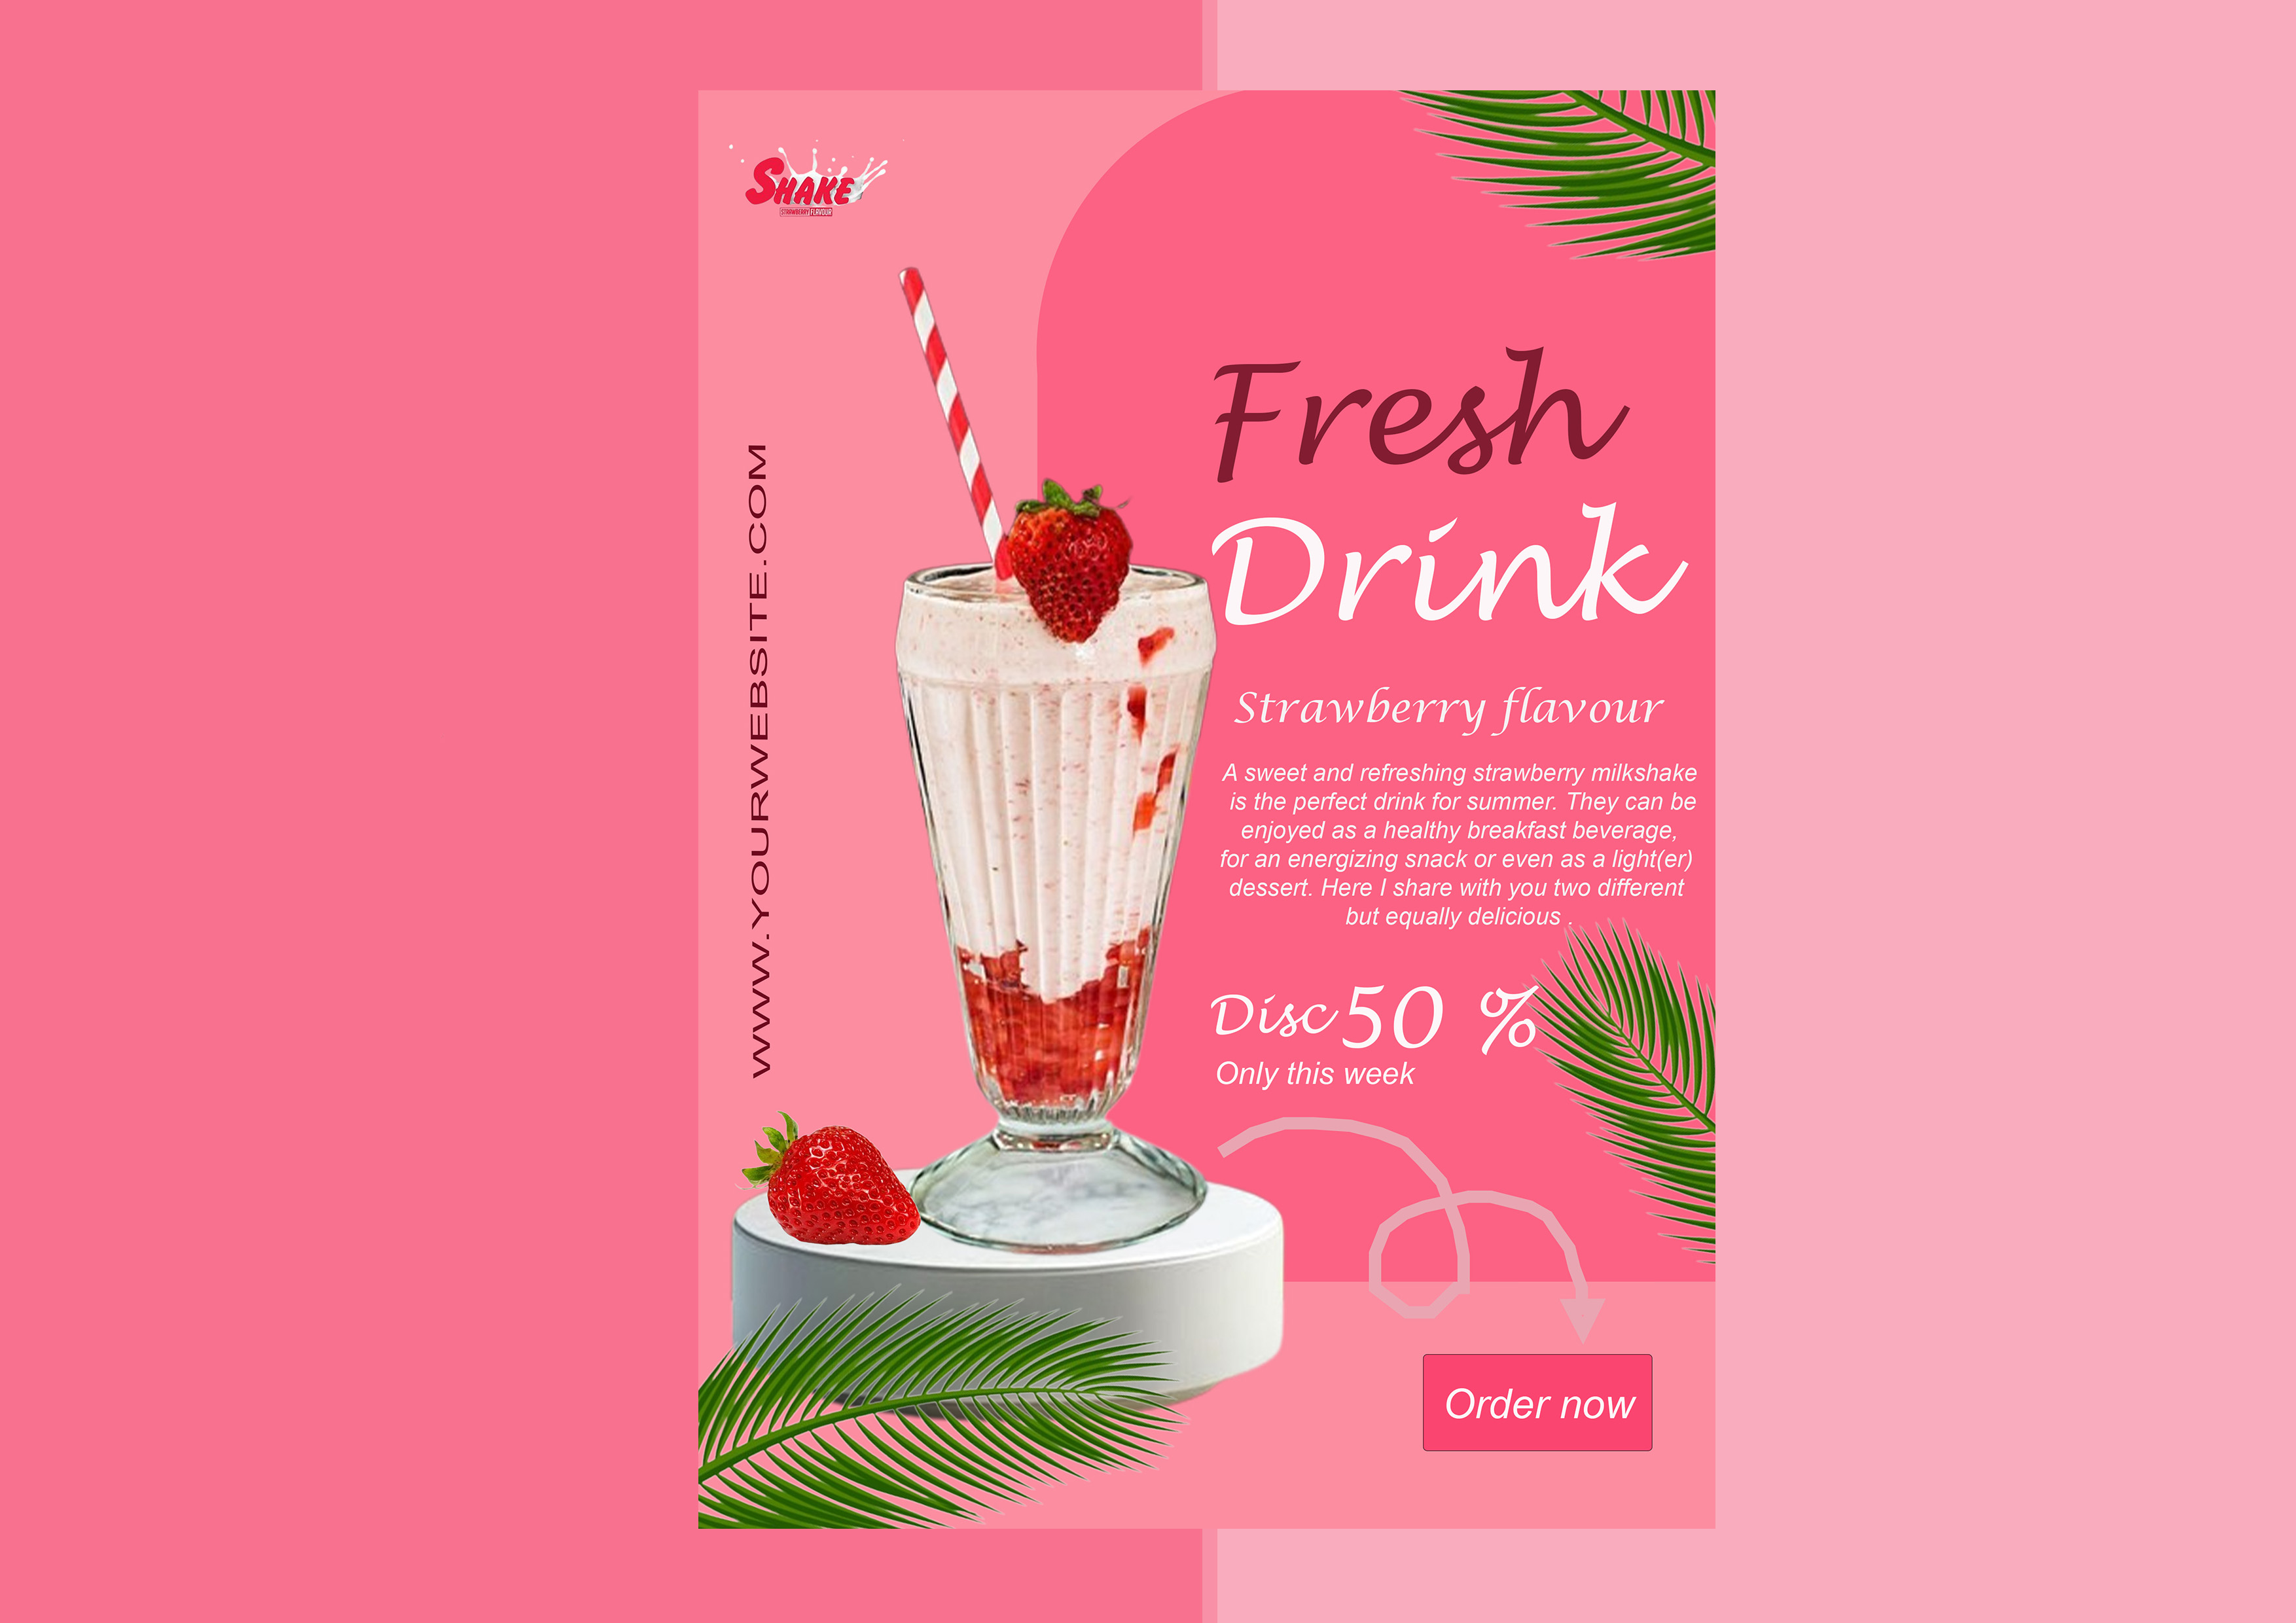 SHAKE
STRAWBERRY FLAVOUR
WWW.YOURWEBSITE.COM
Fresh
Drink
Strawberry flavour
A sweet and refreshing strawberry milkshake
is the perfect drink for summer. They can be
enjoyed as a healthy breakfast beverage,
for an energizing snack or even as a light(er)
dessert. Here I share with you two different
but equally delicious .
Disc 50 %
Only this week
Order now